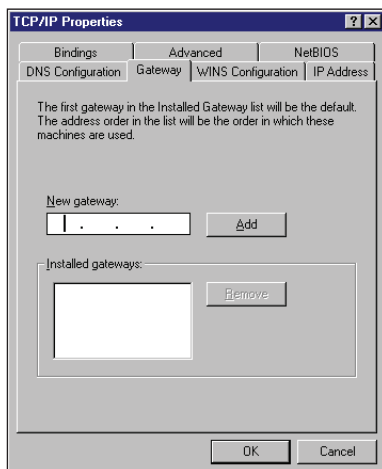 TCP/IP Properties
Bindings Advanced NetBIOS
DNS Configuration Gateway WINS Configuration IP Address
The first gateway in the Installed Gateway list will be the default.
The address order in the list will be the order in which these
machines are used.
New gateway:
. . .
Add
Installed gateways:
Remove
OK Cancel